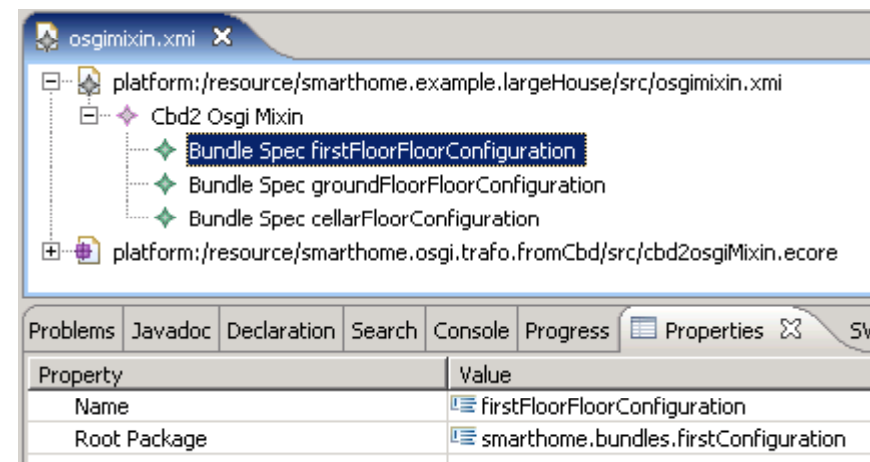 osgimixin.xmi
platform:/resource/smarthome.example.largeHouse/src/osgimixin.xmi
Cbd2 Osgi Mixin
Bundle Spec firstFloorFloorConfiguration
Bundle Spec groundFloorFloorConfiguration
Bundle Spec cellarFloorConfiguration
platform:/resource/smarthome.osgi.trafo.fromCbd/src/cbd2osgiMixin.ecore
Problems Javadoc Declaration Search Console Progress Properties
Property Value
Name firstFloorFloorConfiguration
Root Package smarthome.bundles.firstConfiguration